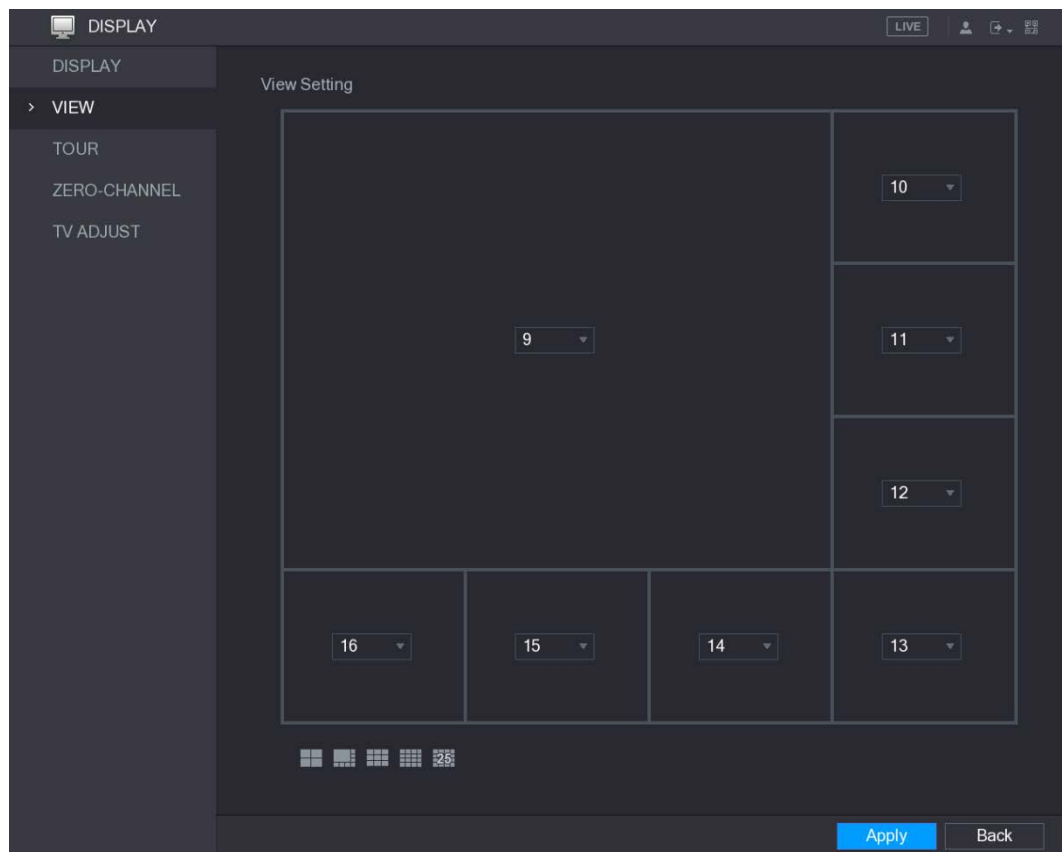 DISPLAY
LIVE
DISPLAY
VIEW
TOUR
ZERO-CHANNEL
TV ADJUST
View Setting
10
9
11
12
16
15
14
13
25
Apply
Back